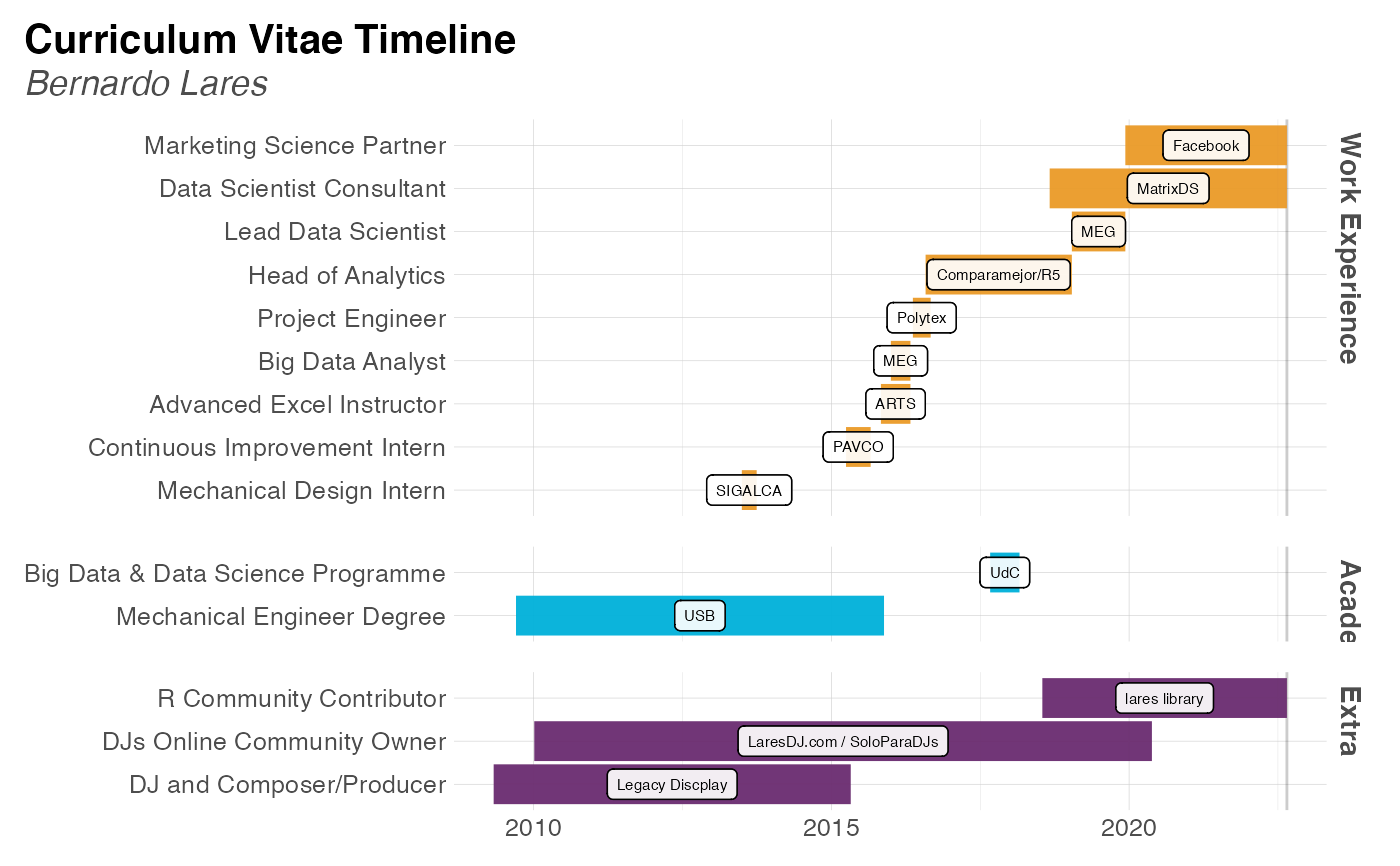 Curriculum Vitae Timeline
Bernardo Lares
Marketing Science Partner
Facebook
Data Scientist Consultant
MatrixDS
Lead Data Scientist
MEG
Head of Analytics
Comparamejor/R5
Project Engineer
Polytex
Big Data Analyst
MEG
Advanced Excel Instructor
ARTS
Continuous Improvement Intern
PAVCO
Mechanical Design Intern
SIGALCA
Work Experience
Big Data & Data Science Programme
UdC
Mechanical Engineer Degree
USB
Acade
R Community Contributor
lares library
DJs Online Community Owner
LaresDJ.com / SoloParaDJs
DJ and Composer/Producer
Legacy Discplay
Extra
2010
2015
2020